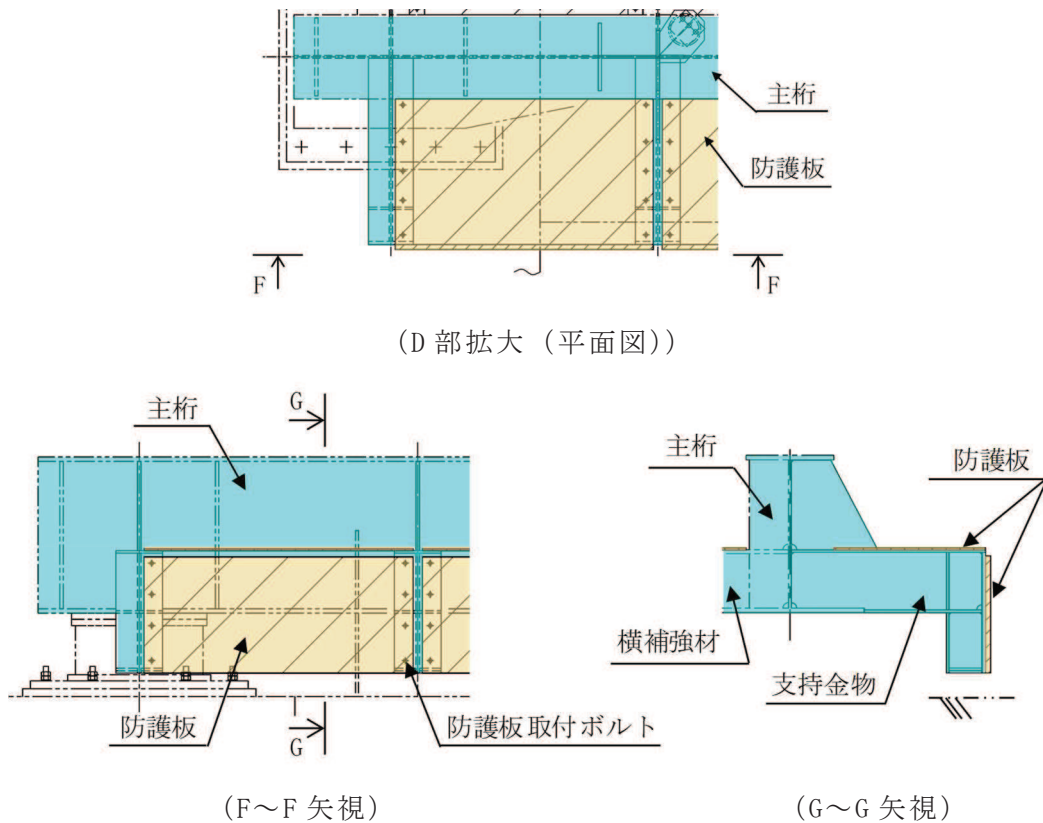 主桁
防護板
F
F
(D 部拡大 (平面図))
G
主桁
主桁
防護板
横補強材
支持金物
防護板
G
防護板取付ボルト
(F～F 矢視)
(G～G 矢視)